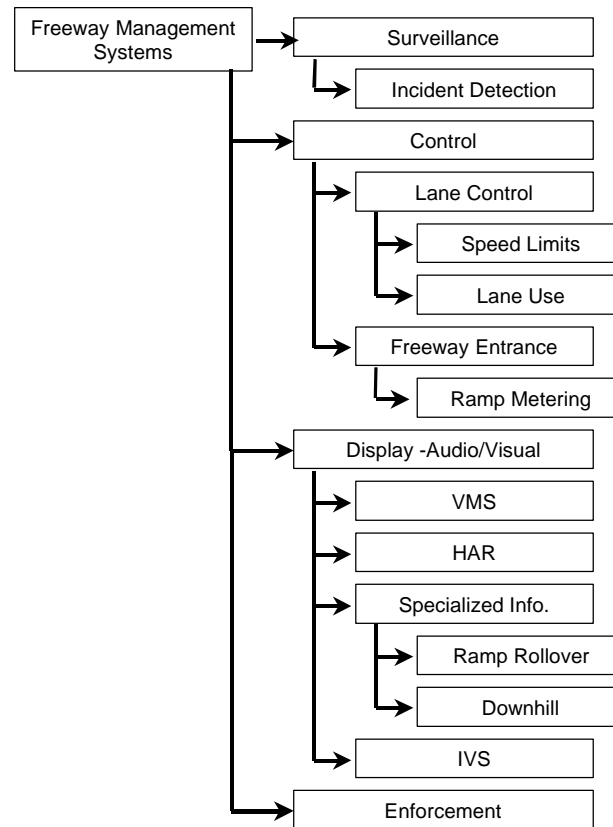 Freeway Management
Systems
Surveillance
Incident Detection
Control
Lane Control
Speed Limits
Lane Use
Freeway Entrance
Ramp Metering
Display -Audio/Visual
VMS
HAR
Specialized Info.
Ramp Rollover
Downhill
IVS
Enforcement